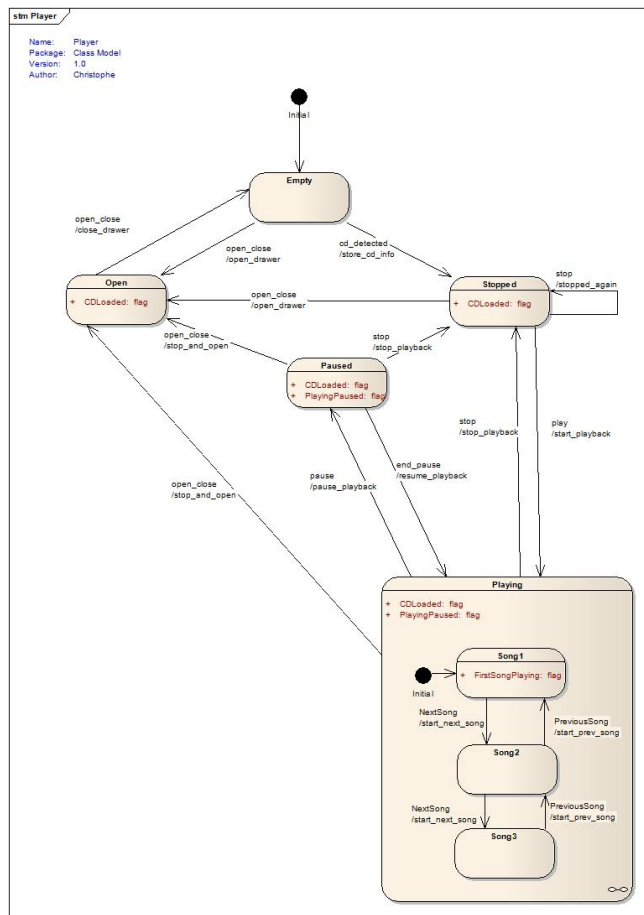 stm Player
Name: Player
Package: Class Model
Version: 1.0
Author: Christophe
Initial
Empty
open_close
/close_drawer
open_close
/open_drawer
cd_detected
/store_cd_info
Open
+ CDLoaded: flag
Stopped
+ CDLoaded: flag
stop
/stopped_again
open_close
/open_drawer
open_close
/stop_and_open
stop
/stop_playback
Paused
+ CDLoaded: flag
+ PlayingPaused: flag
stop
/stop_playback
play
/start_playback
pause
/pause_playback
end_pause
/resume_playback
open_close
/stop_and_open
Playing
+ CDLoaded: flag
+ PlayingPaused: flag
Song1
+ FirstSongPlaying: flag
Initial
NextSong
/start_next_song
PreviousSong
/start_prev_song
Song2
NextSong
/start_next_song
PreviousSong
/start_prev_song
Song3